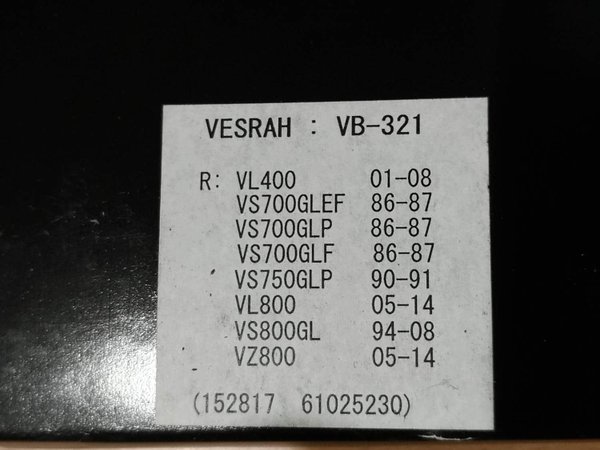 VESRAH : VB-321
R: VL400 01-08
VS700GLEF 86-87
VS700GLP 86-87
VS700GLF 86-87
VS750GLP 90-91
VL800 05-14
VS800GL 94-08
VZ800 05-14
(152817 61025230)